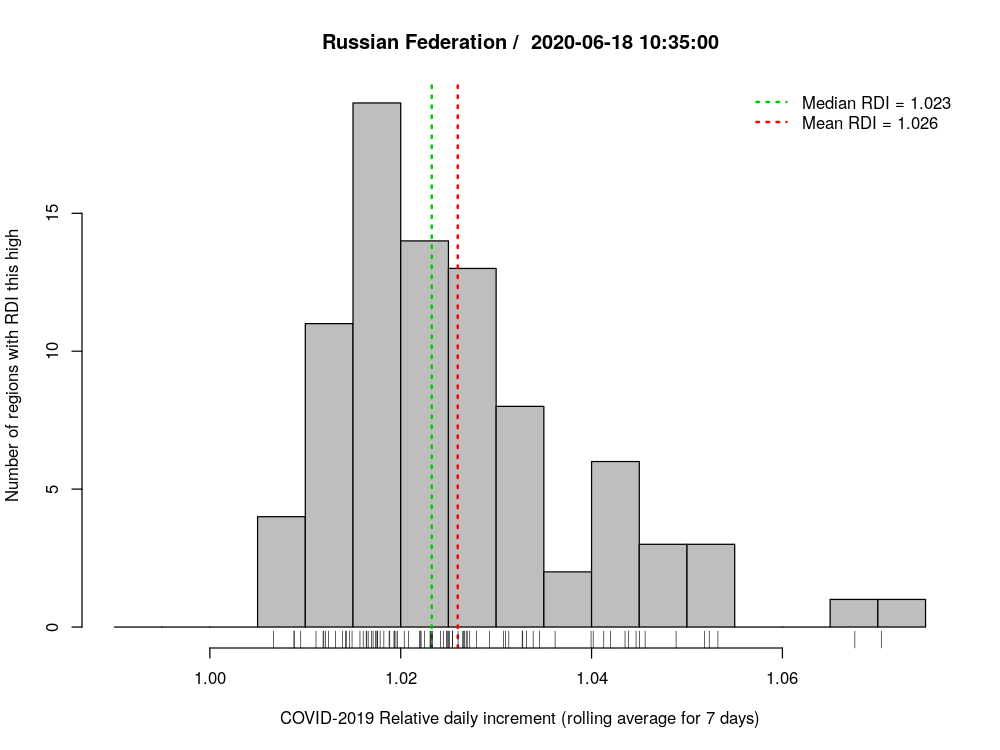 Russian Federation /  2020-06-18 10:35:00
Median RDI = 1.023
Mean RDI = 1.026
Number of regions with RDI this high
15
10
5
0
1.00 1.02 1.04 1.06
COVID-2019 Relative daily increment (rolling average for 7 days)